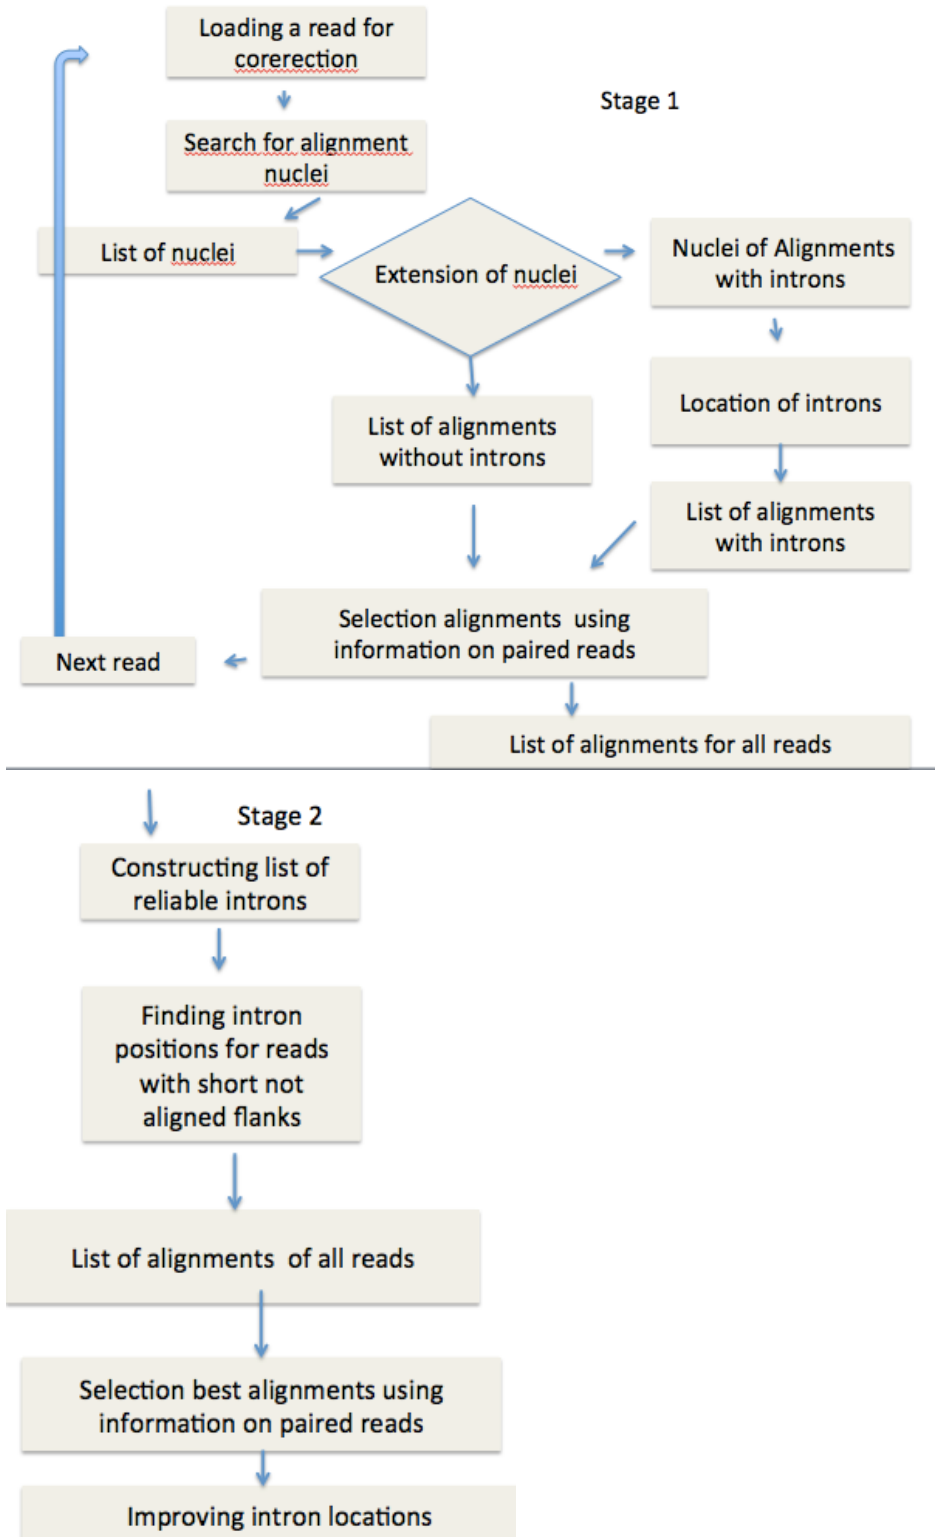 Loading a read for
corerection
Stage 1
Search for alignment
nuclei
List of nuclei
Extension of nuclei
Nuclei of Alignments
with introns
Location of introns
List of alignments
without introns
List of alignments
with introns
Selection alignments using
information on paired reads
Next read
List of alignments for all reads
Stage 2
Constructing list of
reliable introns
Finding intron
positions for reads
with short not
aligned flanks
List of alignments of all reads
Selection best alignments using
information on paired reads
Improving intron locations